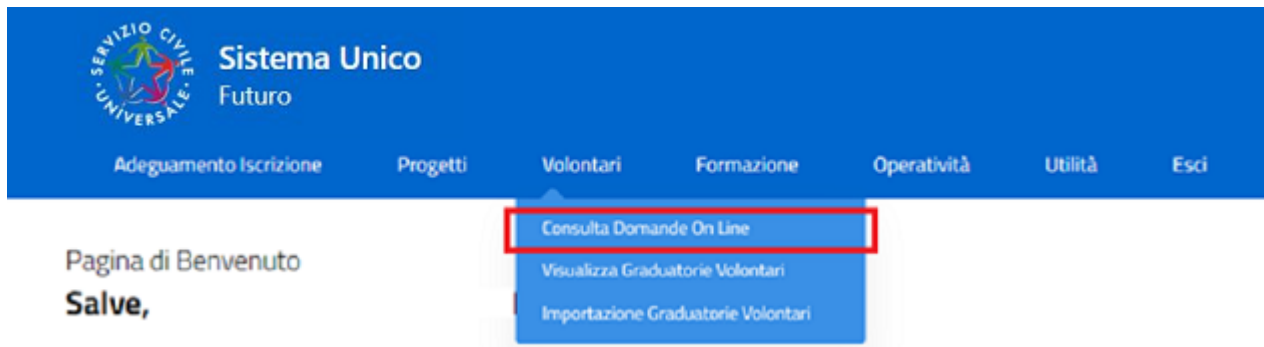 SERVIZIO CIVILE UNIVERSALE
Sistema Unico
Futuro
Adeguamento Iscrizione Progetti Volontari Formazione Operatività Utilità Esci
Consulta Domande On Line
Pagina di Benvenuto
Visualizza Graduatorie Volontari
Salve,
Importazione Graduatorie Volontari